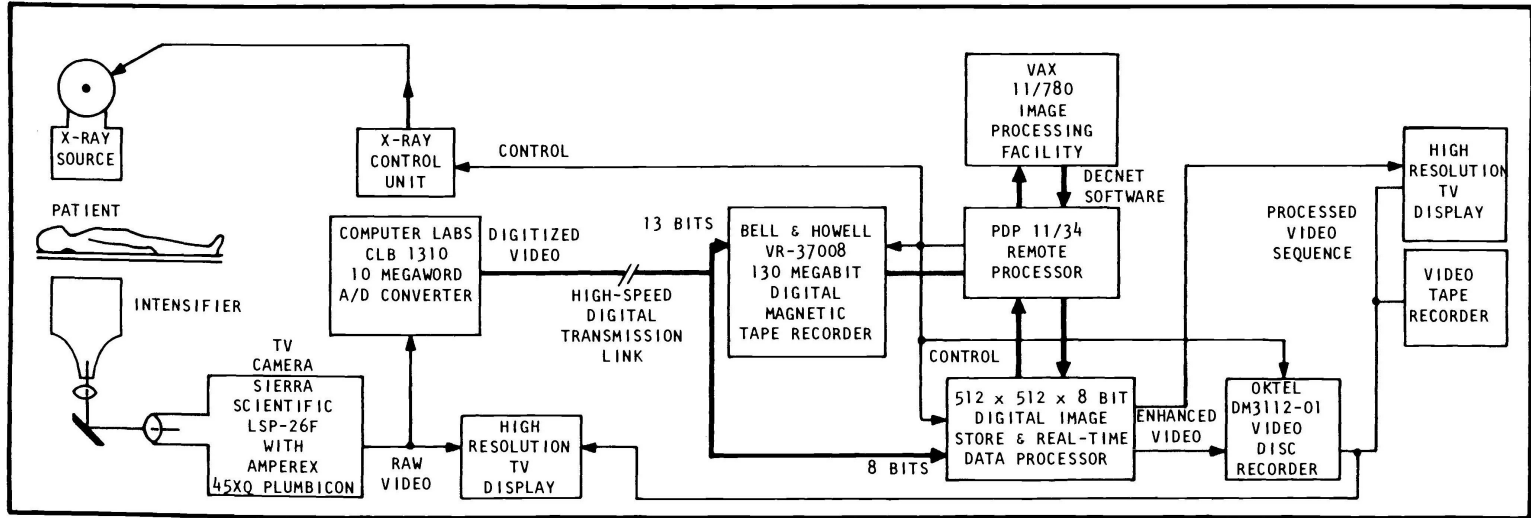 X-RAY
SOURCE
X-RAY
CONTROL
UNIT
CONTROL
VAX
11/780
IMAGE
PROCESSING
FACILITY
DECNET
SOFTWARE
HIGH
RESOLUTION
TV
DISPLAY
PATIENT
COMPUTER LABS
CLB 1310
10 MEGAWORD
A/D CONVERTER
DIGITIZED
VIDEO
13 BITS
BELL & HOWELL
VR-37008
130 MEGABIT
DIGITAL
MAGNETIC
TAPE RECORDER
PDP 11/34
REMOTE
PROCESSOR
PROCESSED
VIDEO
SEQUENCE
VIDEO
TAPE
RECORDER
INTENSIFIER
HIGH-SPEED
DIGITAL
TRANSMISSION
LINK
TV
CAMERA
SIERRA
SCIENTIFIC
LSP-26F
WITH
AMPEREX
45XQ PLUMBICON
RAW
VIDEO
HIGH
RESOLUTION
TV
DISPLAY
8 BITS
CONTROL
512 x 512 x 8 BIT
DIGITAL IMAGE
STORE & REAL-TIME
DATA PROCESSOR
ENHANCED
VIDEO
OKTEL
DM3112-01
VIDEO
DISC
RECORDER